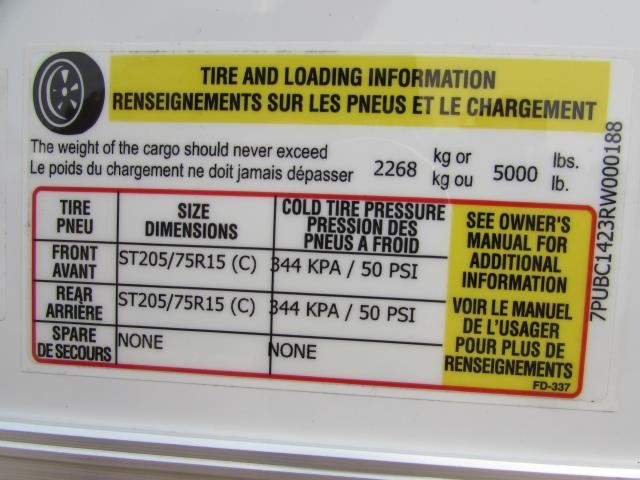 TIRE AND LOADING INFORMATION
RENSEIGNEMENTS SUR LES PNEUS ET LE CHARGEMENT
The weight of the cargo should never exceed
Le poids du chargement ne doit jamais dépasser
2268
kg or
kg ou
5000
lbs.
lb.
TIRE
PNEU
SIZE
DIMENSIONS
COLD TIRE PRESSURE
PRESSION DES
PNEUS A FROID
FRONT
AVANT
ST205/75R15 (C)
344 KPA / 50 PSI
REAR
ARRIÈRE
ST205/75R15 (C)
344 KPA / 50 PSI
SPARE
DE SECOURS
NONE
NONE
SEE OWNER'S
MANUAL FOR
ADDITIONAL
INFORMATION
VOIR LE MANUEL
DE L'USAGER
POUR PLUS DE
RENSEIGNEMENTS
FD-337
7PUBC1423RW000188